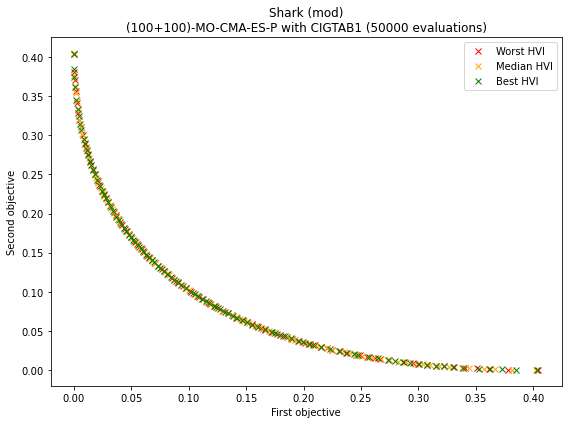 Shark (mod)
(100+100)-MO-CMA-ES-P with CIGTAB1 (50000 evaluations)
Worst HVI
Median HVI
Best HVI
Second objective
0.40
0.35
0.30
0.25
0.20
0.15
0.10
0.05
0.00
0.00 0.05 0.10 0.15 0.20 0.25 0.30 0.35 0.40
First objective